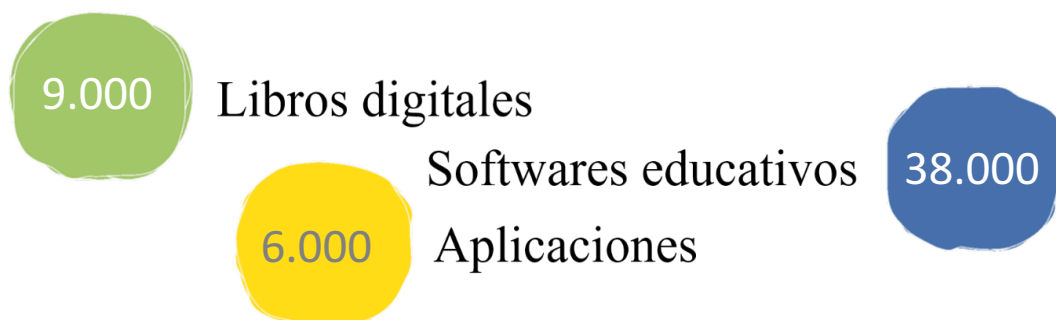 9.000 Libros digitales
Softwares educativos 38.000
6.000 Aplicaciones